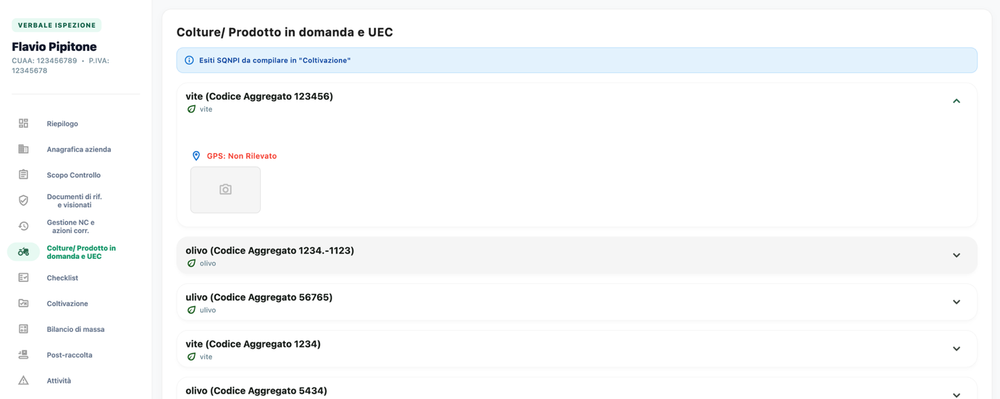 VERBALE ISPEZIONE
Flavio Pipitone
CUAA: 123456789 • P.IVA:
12345678
Riepilogo
Anagrafica azienda
Scopo Controllo
Documenti di rif.
e visionati
Gestione NC e
azioni corr.
Colture/ Prodotto in
domanda e UEC
Checklist
Coltivazione
Bilancio di massa
Post-raccolta
Attività
Colture/ Prodotto in domanda e UEC
Esiti SQNPI da compilare in "Coltivazione"
vite (Codice Aggregato 123456)
vite
GPS: Non Rilevato
olivo (Codice Aggregato 1234.-1123)
olivo
ulivo (Codice Aggregato 56765)
ulivo
vite (Codice Aggregato 1234)
vite
olivo (Codice Aggregato 5434)